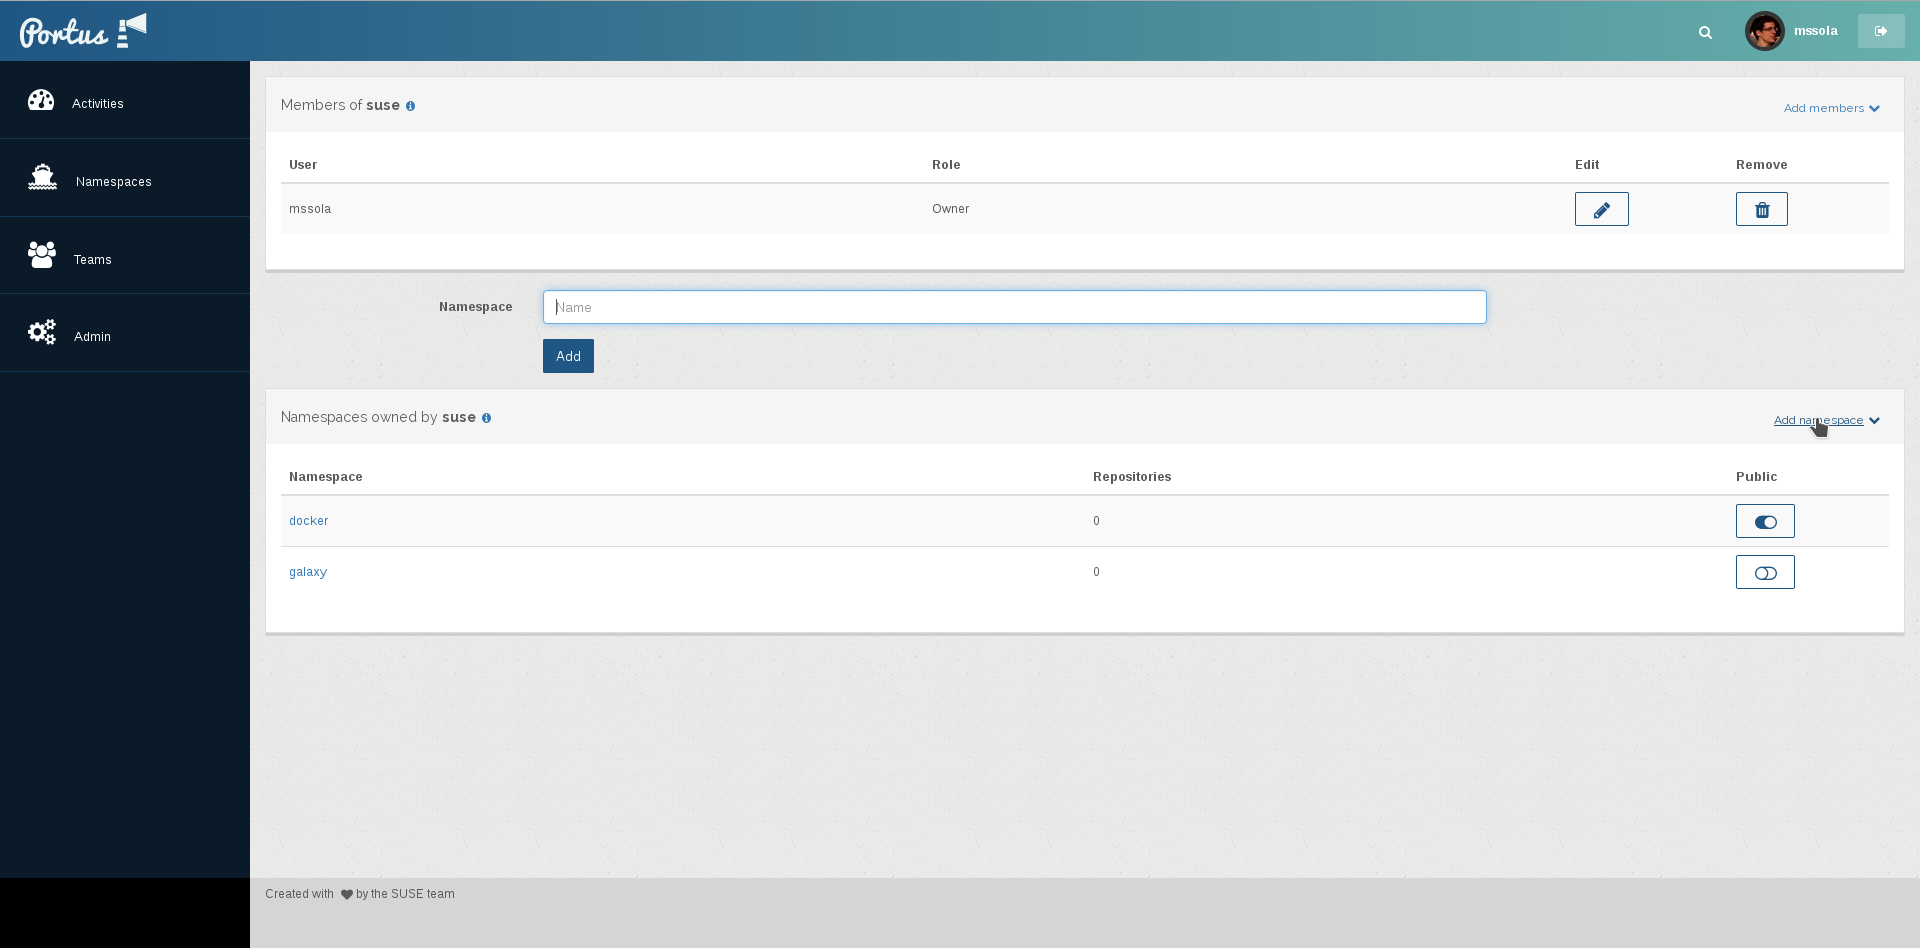 Portus
mssola
Activities
Namespaces
Teams
Admin
Members of suse
Add members
User Role Edit Remove
mssola Owner
Namespace Name
Add
Namespaces owned by suse
Add namespace
Namespace Repositories Public
docker 0
galaxy 0
Created with by the SUSE team